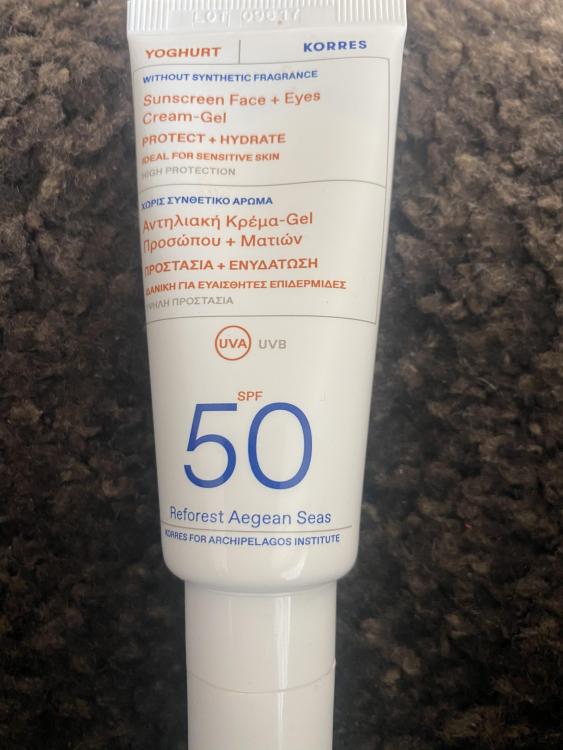 YOGHURT | KORRES
WITHOUT SYNTHETIC FRAGRANCE
Sunscreen Face + Eyes
Cream-Gel
PROTECT + HYDRATE
IDEAL FOR SENSITIVE SKIN
HIGH PROTECTION
ΧΩΡΙΣ ΣΥΝΘΕΤΙΚΟ ΑΡΩΜΑ
Αντηλιακή Κρέμα-Gel
Προσώπου + Ματιών
ΠΡΟΣΤΑΣΙΑ + ΕΝΥΔΑΤΩΣΗ
ΙΔΑΝΙΚΗ ΓΙΑ ΕΥΑΙΣΘΗΤΕΣ ΕΠΙΔΕΡΜΙΔΕΣ
ΥΨΗΛΗ ΠΡΟΣΤΑΣΙΑ
UVA UVB
SPF
50
Reforest Aegean Seas
KORRES FOR ARCHIPELAGOS INSTITUTE